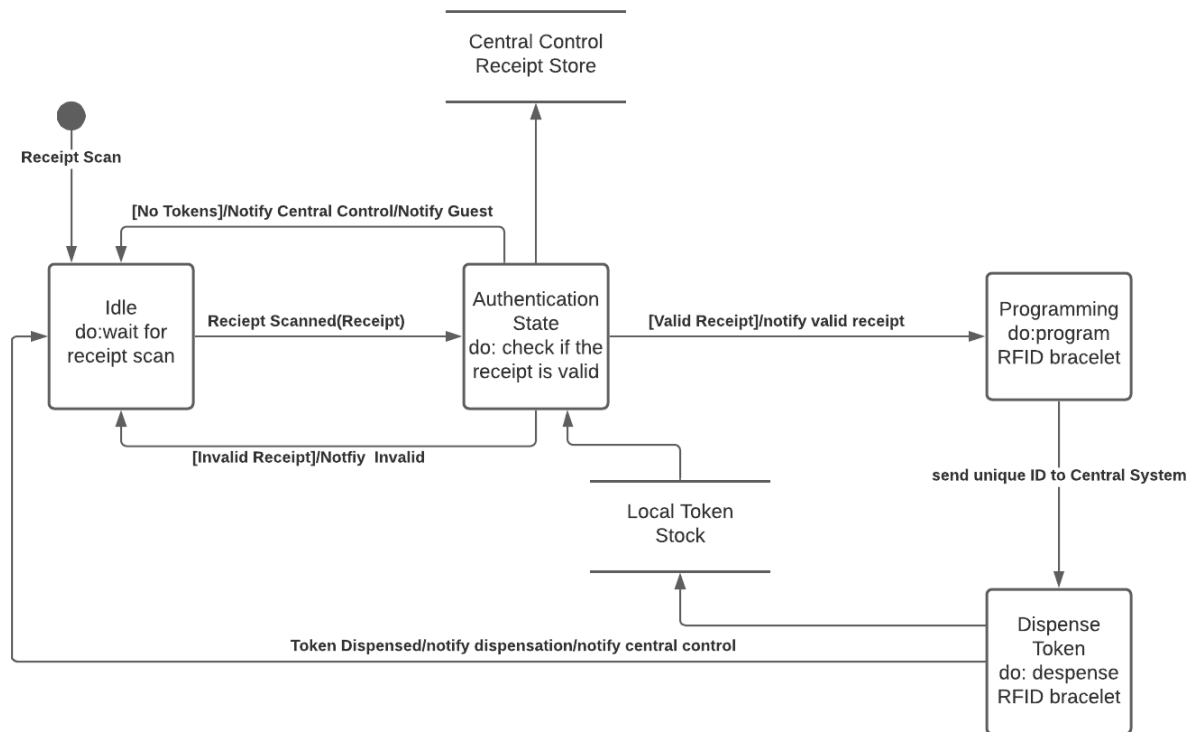 Central Control
Receipt Store
Receipt Scan
[No Tokens]/Notify Central Control/Notify Guest
Idle
do:wait for
receipt scan
Reciept Scanned(Receipt)
Authentication
State
do: check if the
receipt is valid
[Valid Receipt]/notify valid receipt
Programming
do:program
RFID bracelet
[Invalid Receipt]/Notfiy  Invalid
send unique ID to Central System
Local Token
Stock
Token Dispensed/notify dispensation/notify central control
Dispense
Token
do: despense
RFID bracelet